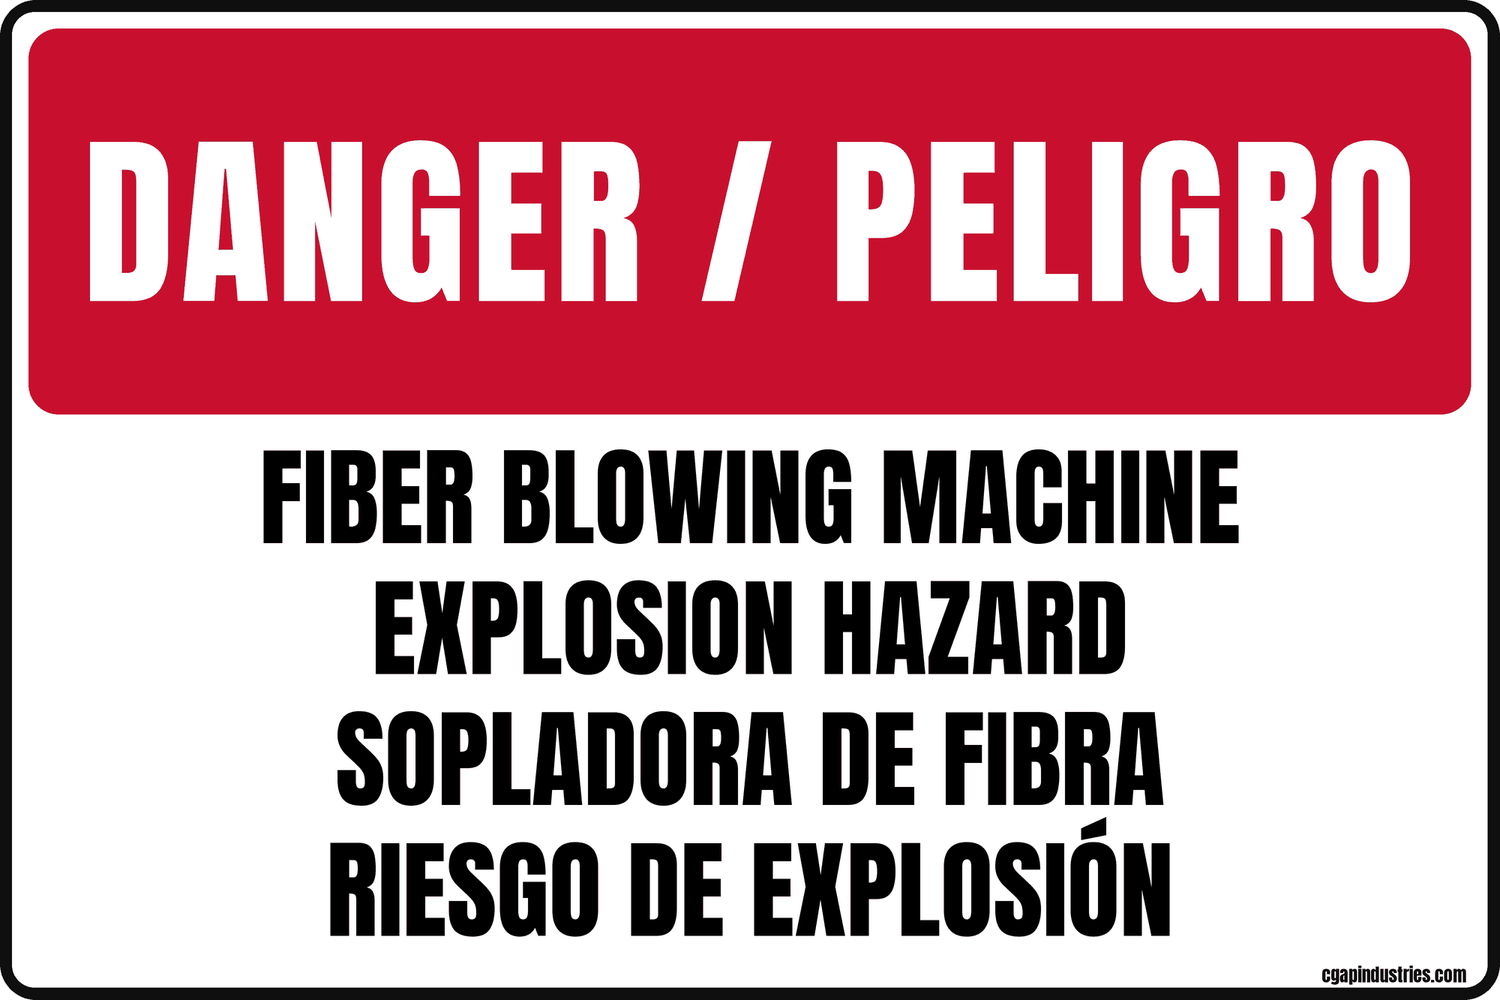 DANGER / PELIGRO
FIBER BLOWING MACHINE
EXPLOSION HAZARD
SOPLADORA DE FIBRA
RIESGO DE EXPLOSIÓN
cgapindustries.com